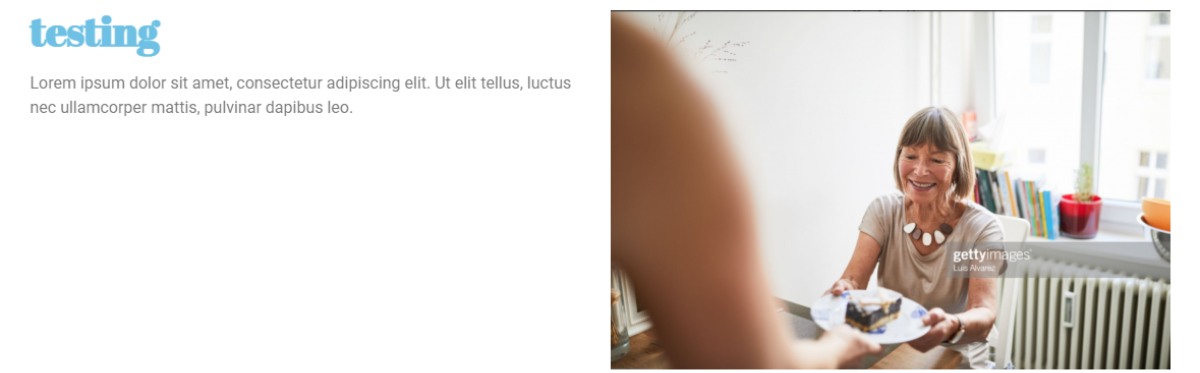 testing
Lorem ipsum dolor sit amet, consectetur adipiscing elit. Ut elit tellus, luctus
nec ullamcorper mattis, pulvinar dapibus leo.
gettyimages
Luis Alvarez